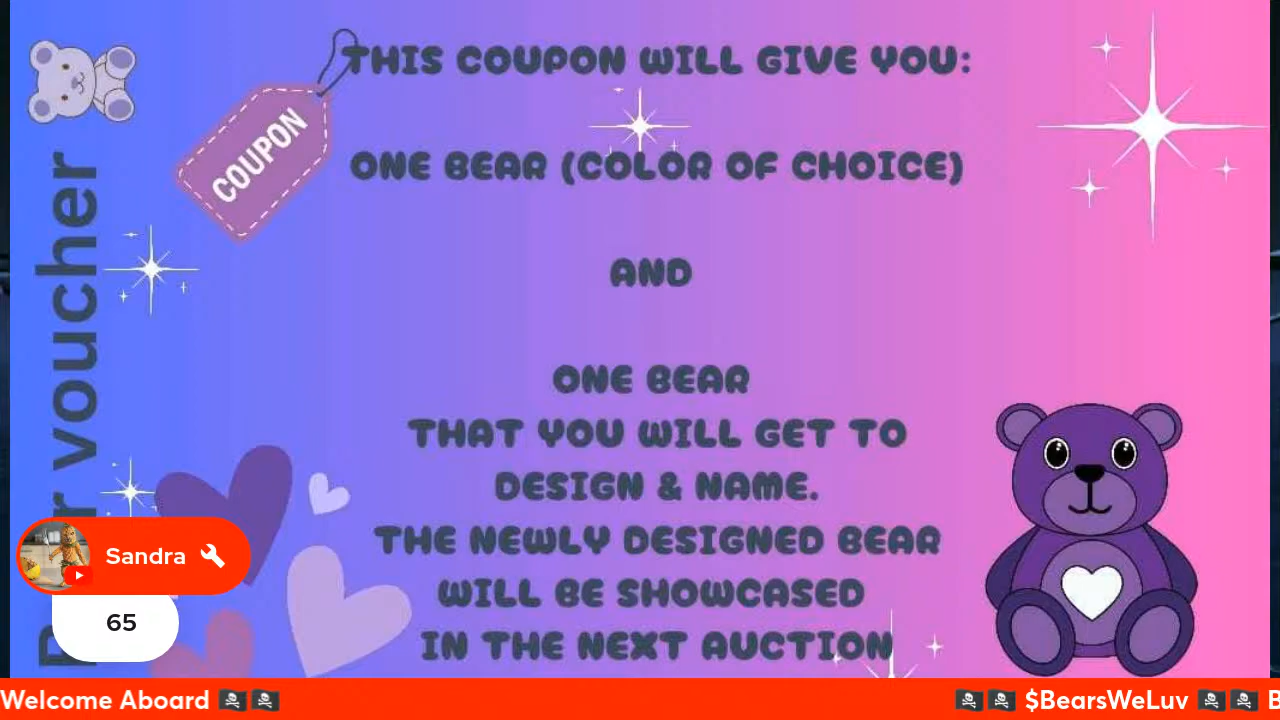 THIS COUPON WILL GIVE YOU:
COUPON
ONE BEAR (COLOR OF CHOICE)
AND
ONE BEAR
THAT YOU WILL GET TO
DESIGN & NAME.
THE NEWLY DESIGNED BEAR
WILL BE SHOWCASED
IN THE NEXT AUCTION
voucher
Sandra
65
Welcome Aboard 🏴‍☠️🏴‍☠️
🏴‍☠️🏴‍☠️ $BearsWeLuv 🏴‍☠️🏴‍☠️